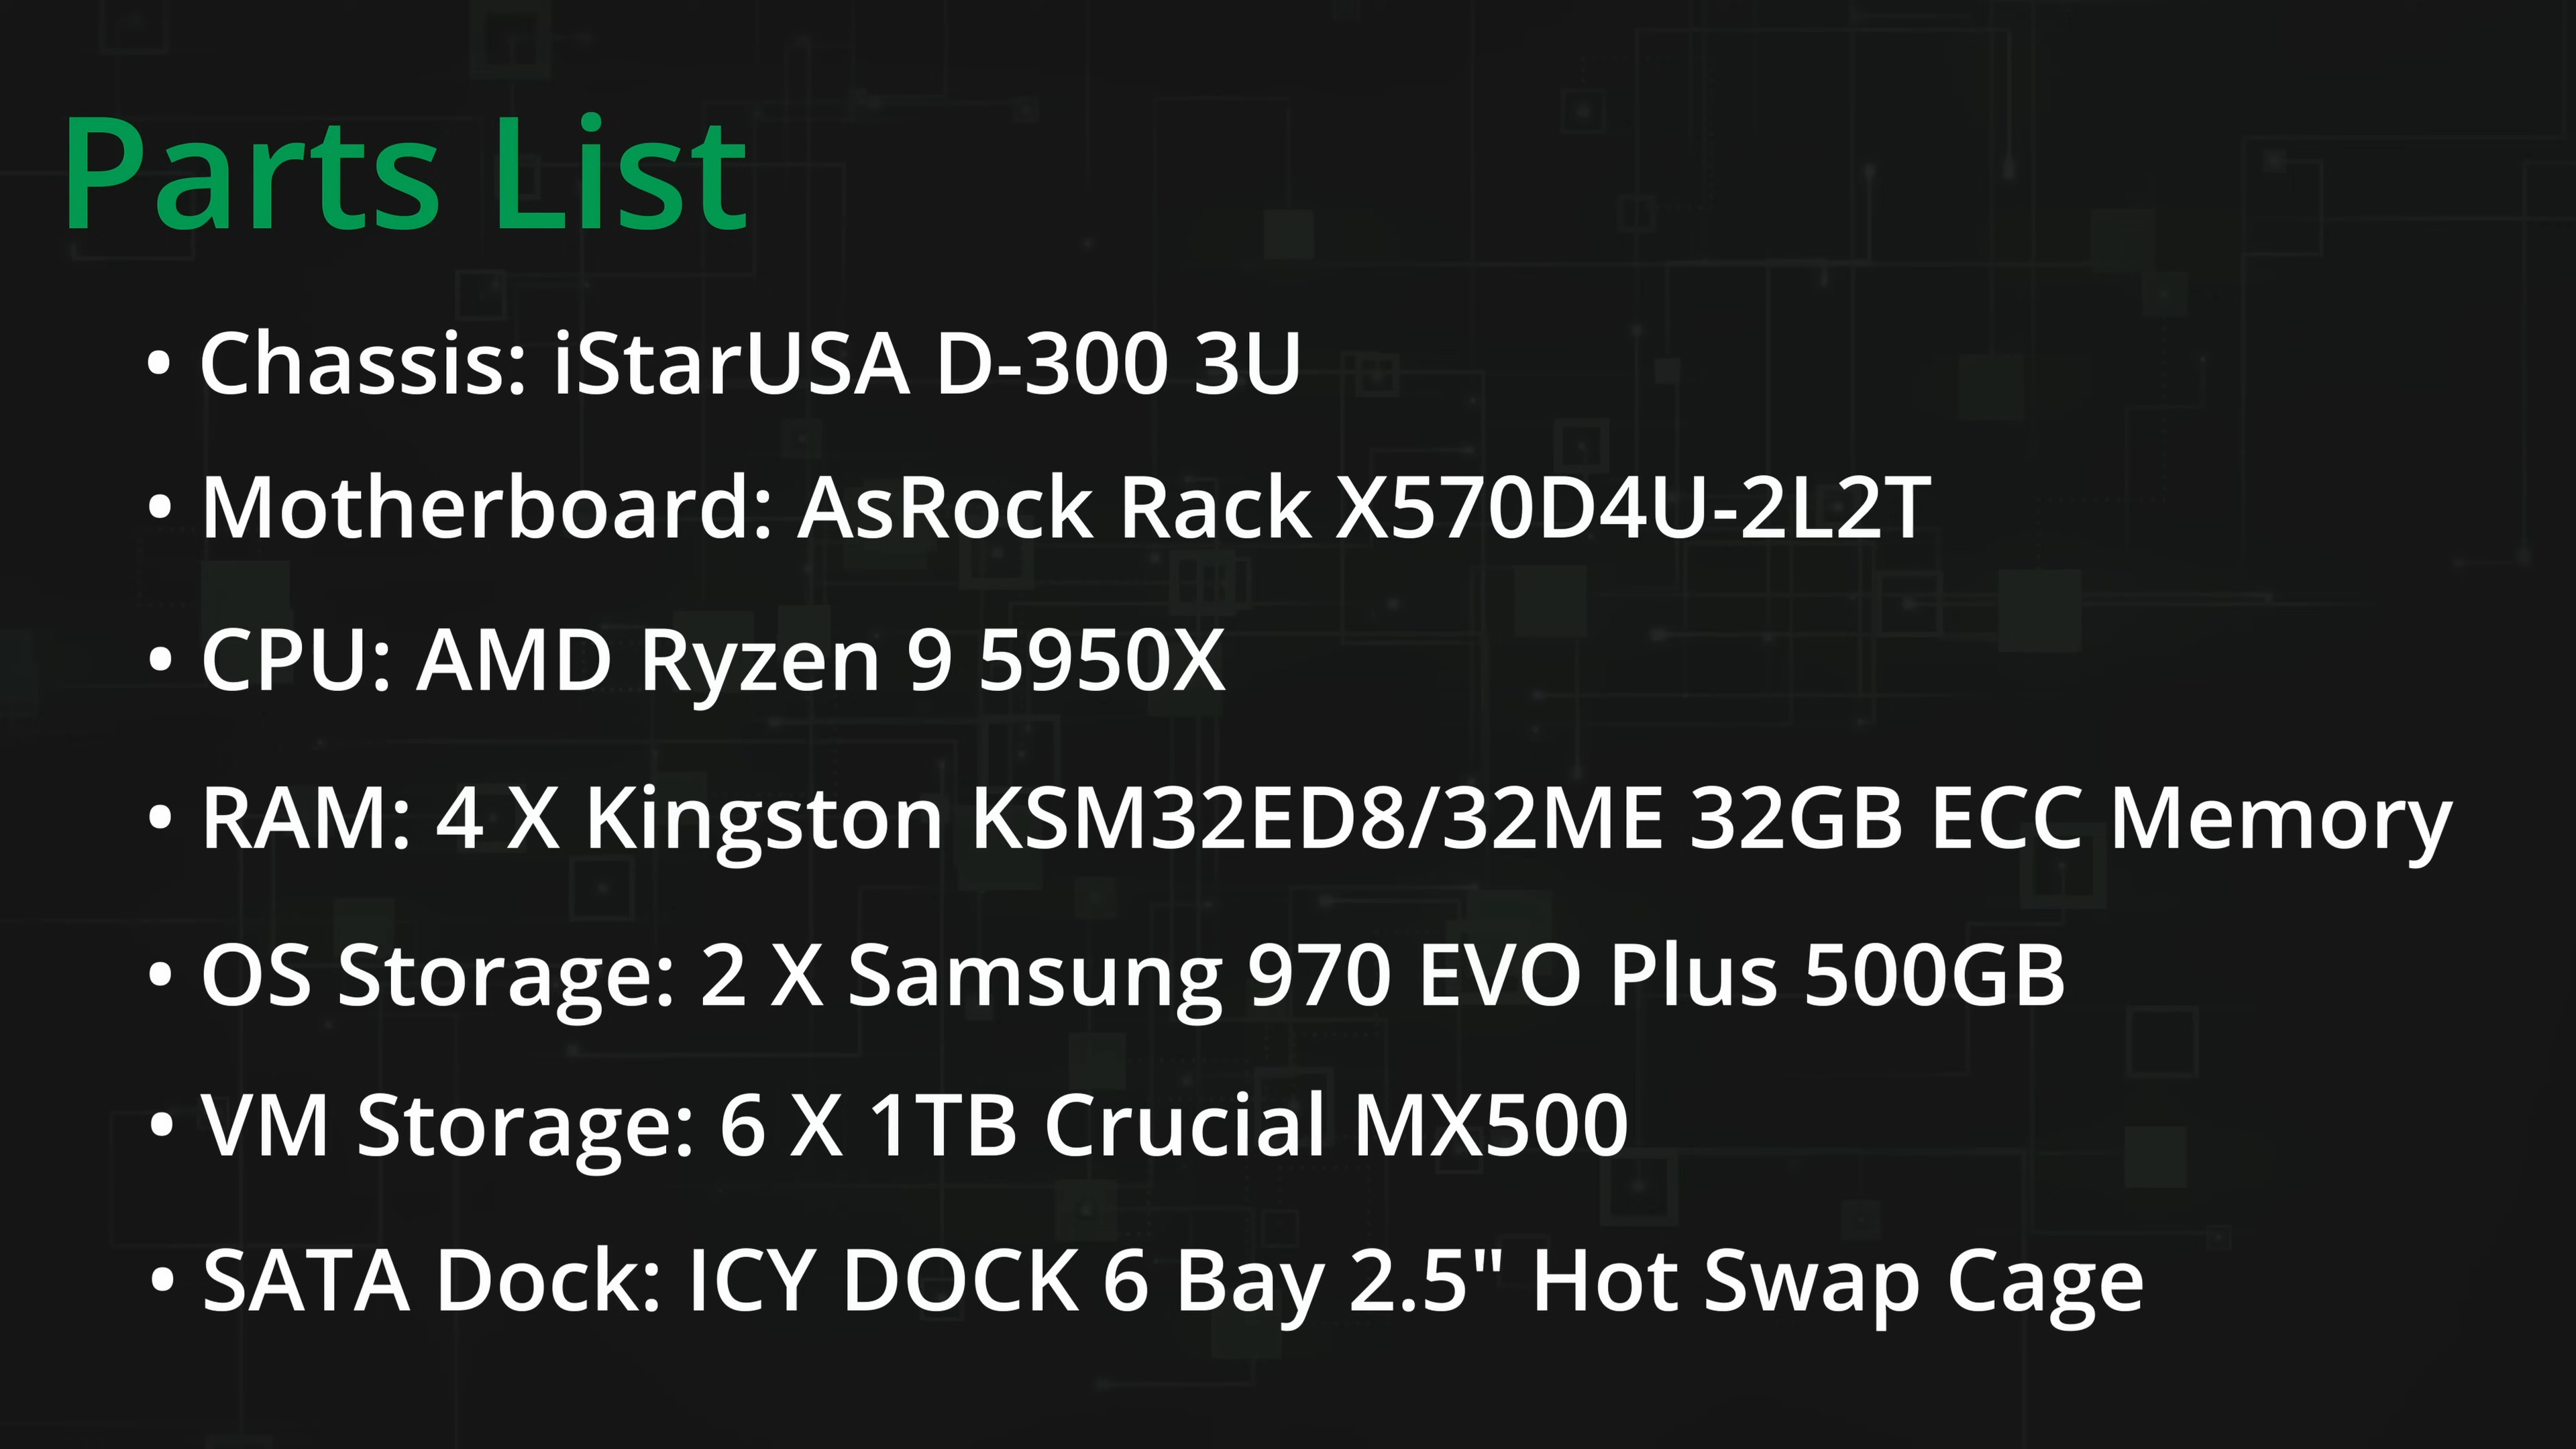 Parts List
• Chassis: iStarUSA D-300 3U
• Motherboard: AsRock Rack X570D4U-2L2T
• CPU: AMD Ryzen 9 5950X
• RAM: 4 X Kingston KSM32ED8/32ME 32GB ECC Memory
• OS Storage: 2 X Samsung 970 EVO Plus 500GB
• VM Storage: 6 X 1TB Crucial MX500
• SATA Dock: ICY DOCK 6 Bay 2.5" Hot Swap Cage